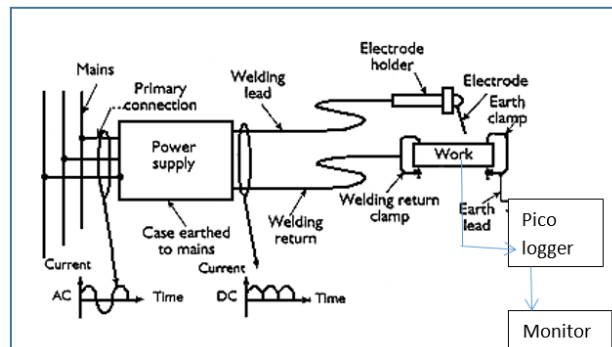 Mains
Primary
connection
Power
supply
Case earthed
to mains
Welding
lead
Welding
return
Electrode
holder
Electrode
Earth
clamp
Work
Welding return
clamp
Earth
lead
Pico
logger
Monitor
Current
AC
Time
Current
DC
Time